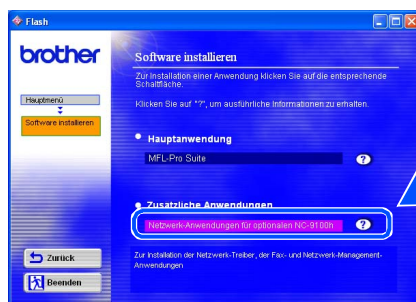 Flash
brother
Hauptmenü
Software installieren
Software installieren
Zur Installation einer Anwendung klicken Sie auf die entsprechende
Schaltfläche.
Klicken Sie auf "?", um ausführliche Informationen zu erhalten.
Hauptanwendung
MFL-Pro Suite
?
Zusätzliche Anwendungen
Netzwerk-Anwendungen für optionalen NC-9100h
?
Zur Installation der Netzwerk-Treiber, der Fax- und Netzwerk-Management-
Anwendungen
Zurück
Beenden